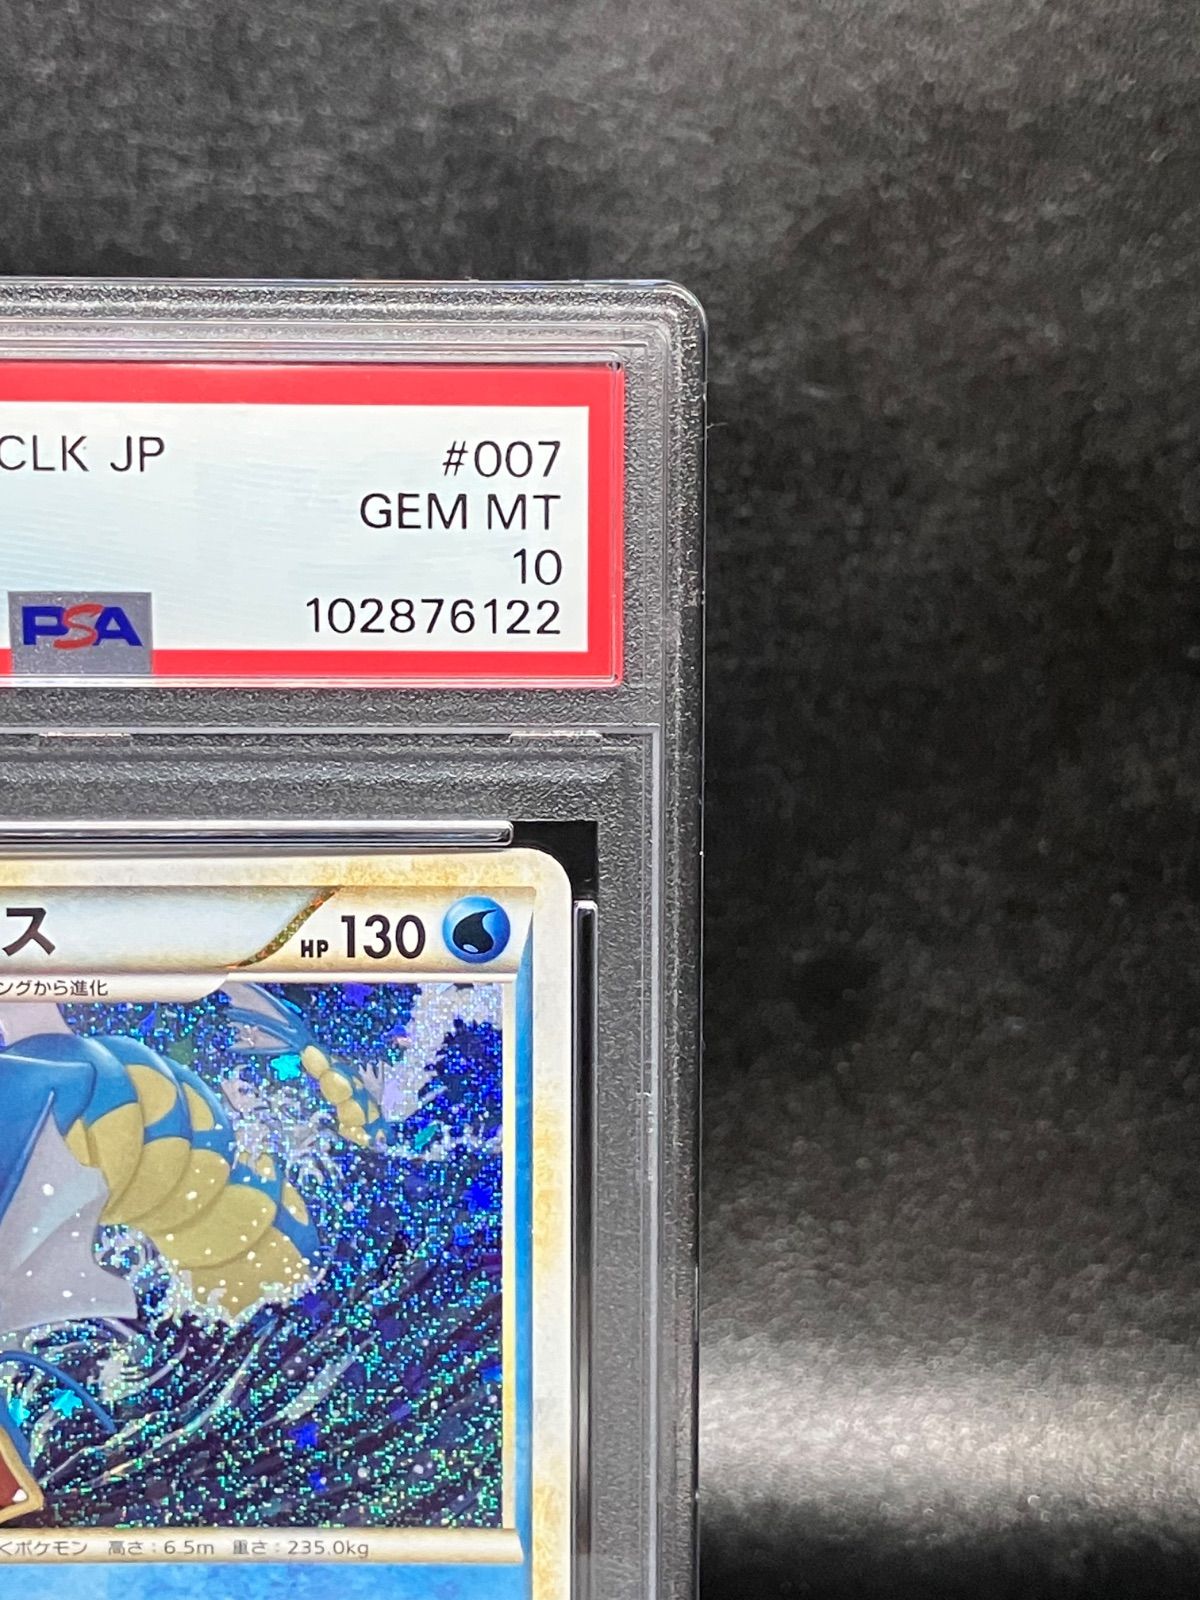 CLK JP #007
GEM MT
10
PSA 102876122
ス HP 130
ングから進化
くポケモン 高さ:6.5m 重さ:235.0kg